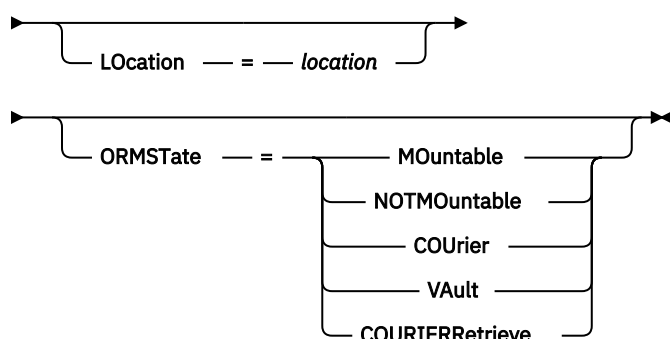 LOcation = location
ORMSTate = MOuntable
NOTMOuntable
COUrier
VAult
COURIERRetrieve